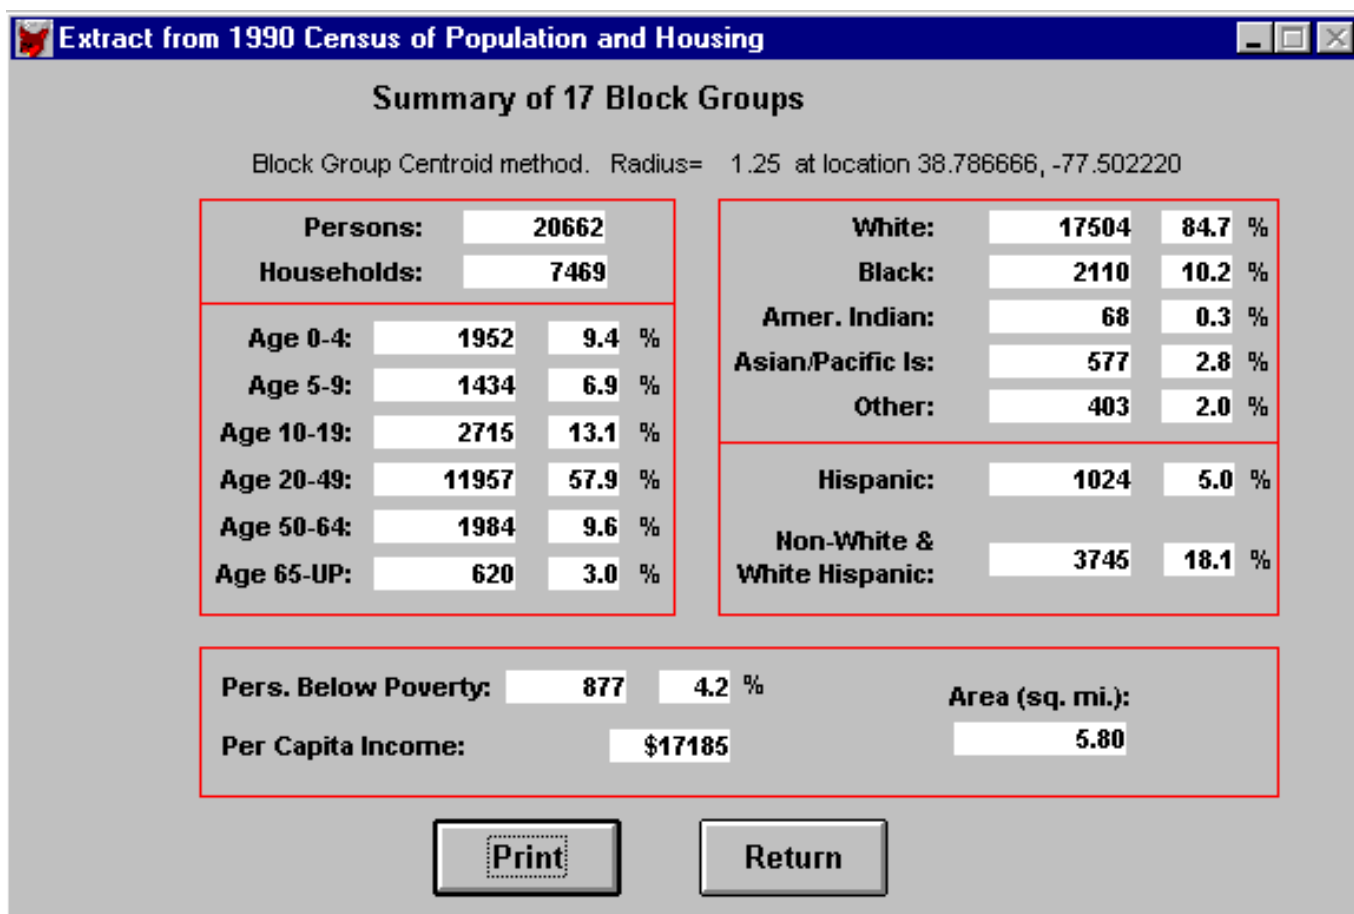 Extract from 1990 Census of Population and Housing
Summary of 17 Block Groups
Block Group Centroid method. Radius= 1.25 at location 38.786666, -77.502220
Persons: 20662
Households: 7469
Age 0-4: 1952 9.4 %
Age 5-9: 1434 6.9 %
Age 10-19: 2715 13.1 %
Age 20-49: 11957 57.9 %
Age 50-64: 1984 9.6 %
Age 65-UP: 620 3.0 %
White: 17504 84.7 %
Black: 2110 10.2 %
Amer. Indian: 68 0.3 %
Asian/Pacific Is: 577 2.8 %
Other: 403 2.0 %
Hispanic: 1024 5.0 %
Non-White &
White Hispanic: 3745 18.1 %
Pers. Below Poverty: 877 4.2 %
Per Capita Income: $17185
Area (sq. mi.):
5.80
Print Return